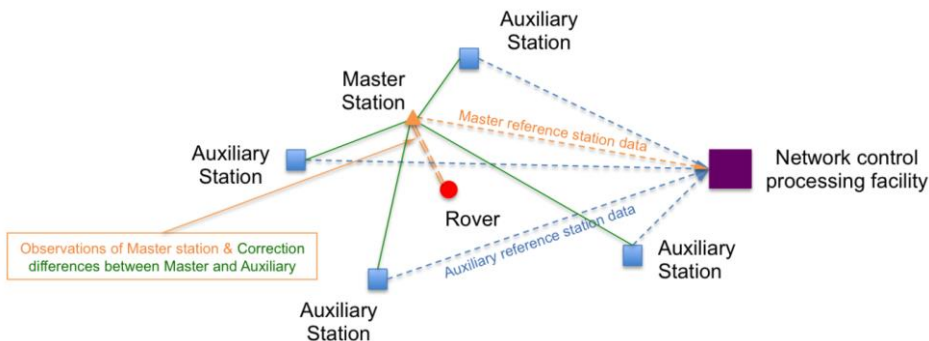 Auxiliary
Station
Master
Station
Master reference station data
Auxiliary
Station
Network control
processing facility
Rover
Auxiliary reference station data
Observations of Master station & Correction
differences between Master and Auxiliary
Auxiliary
Station
Auxiliary
Station